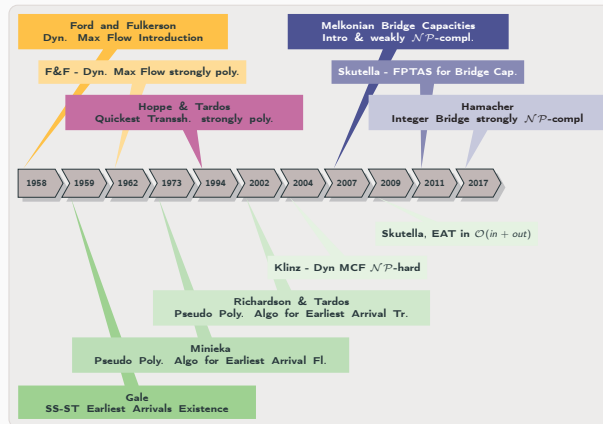 Ford and Fulkerson
Dyn. Max Flow Introduction
Melkonian Bridge Capacities
Intro & weakly 𝒩𝒫-compl.
F&F - Dyn. Max Flow strongly poly.
Skutella - FPTAS for Bridge Cap.
Hoppe & Tardos
Quickest Transsh. strongly poly.
Hamacher
Integer Bridge strongly 𝒩𝒫-compl
1958 1959 1962 1973 1994 2002 2004 2007 2009 2011 2017
Skutella, EAT in 𝒪(in + out)
Klinz - Dyn MCF 𝒩𝒫-hard
Richardson & Tardos
Pseudo Poly. Algo for Earliest Arrival Tr.
Minieka
Pseudo Poly. Algo for Earliest Arrival Fl.
Gale
SS-ST Earliest Arrivals Existence